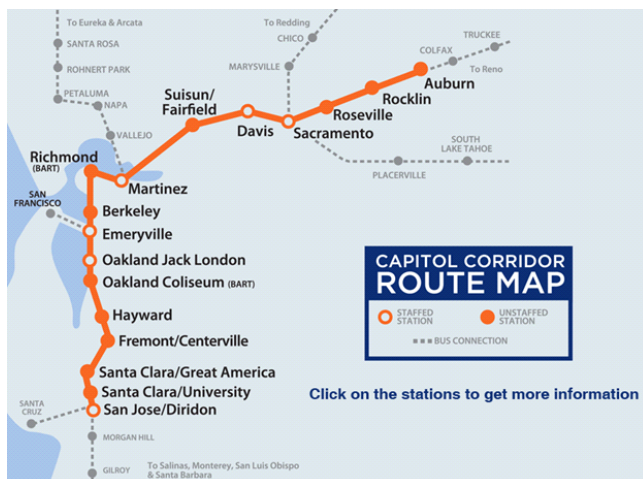 To Eureka & Arcata
SANTA ROSA
ROHNERT PARK
PETALUMA
NAPA
VALLEJO
To Redding
CHICO
MARYSVILLE
TRUCKEE
COLFAX
To Reno
Auburn
Rocklin
Roseville
Sacramento
Davis
Suisun/
Fairfield
SOUTH
LAKE TAHOE
PLACERVILLE
Richmond
(BART)
Martinez
SAN
FRANCISCO
Berkeley
Emeryville
Oakland Jack London
Oakland Coliseum (BART)
Hayward
Fremont/Centerville
Santa Clara/Great America
Santa Clara/University
San Jose/Diridon
SANTA
CRUZ
MORGAN HILL
GILROY
To Salinas, Monterey, San Luis Obispo
& Santa Barbara
CAPITOL CORRIDOR
ROUTE MAP
STAFFED
STATION
UNSTAFFED
STATION
BUS CONNECTION
Click on the stations to get more information